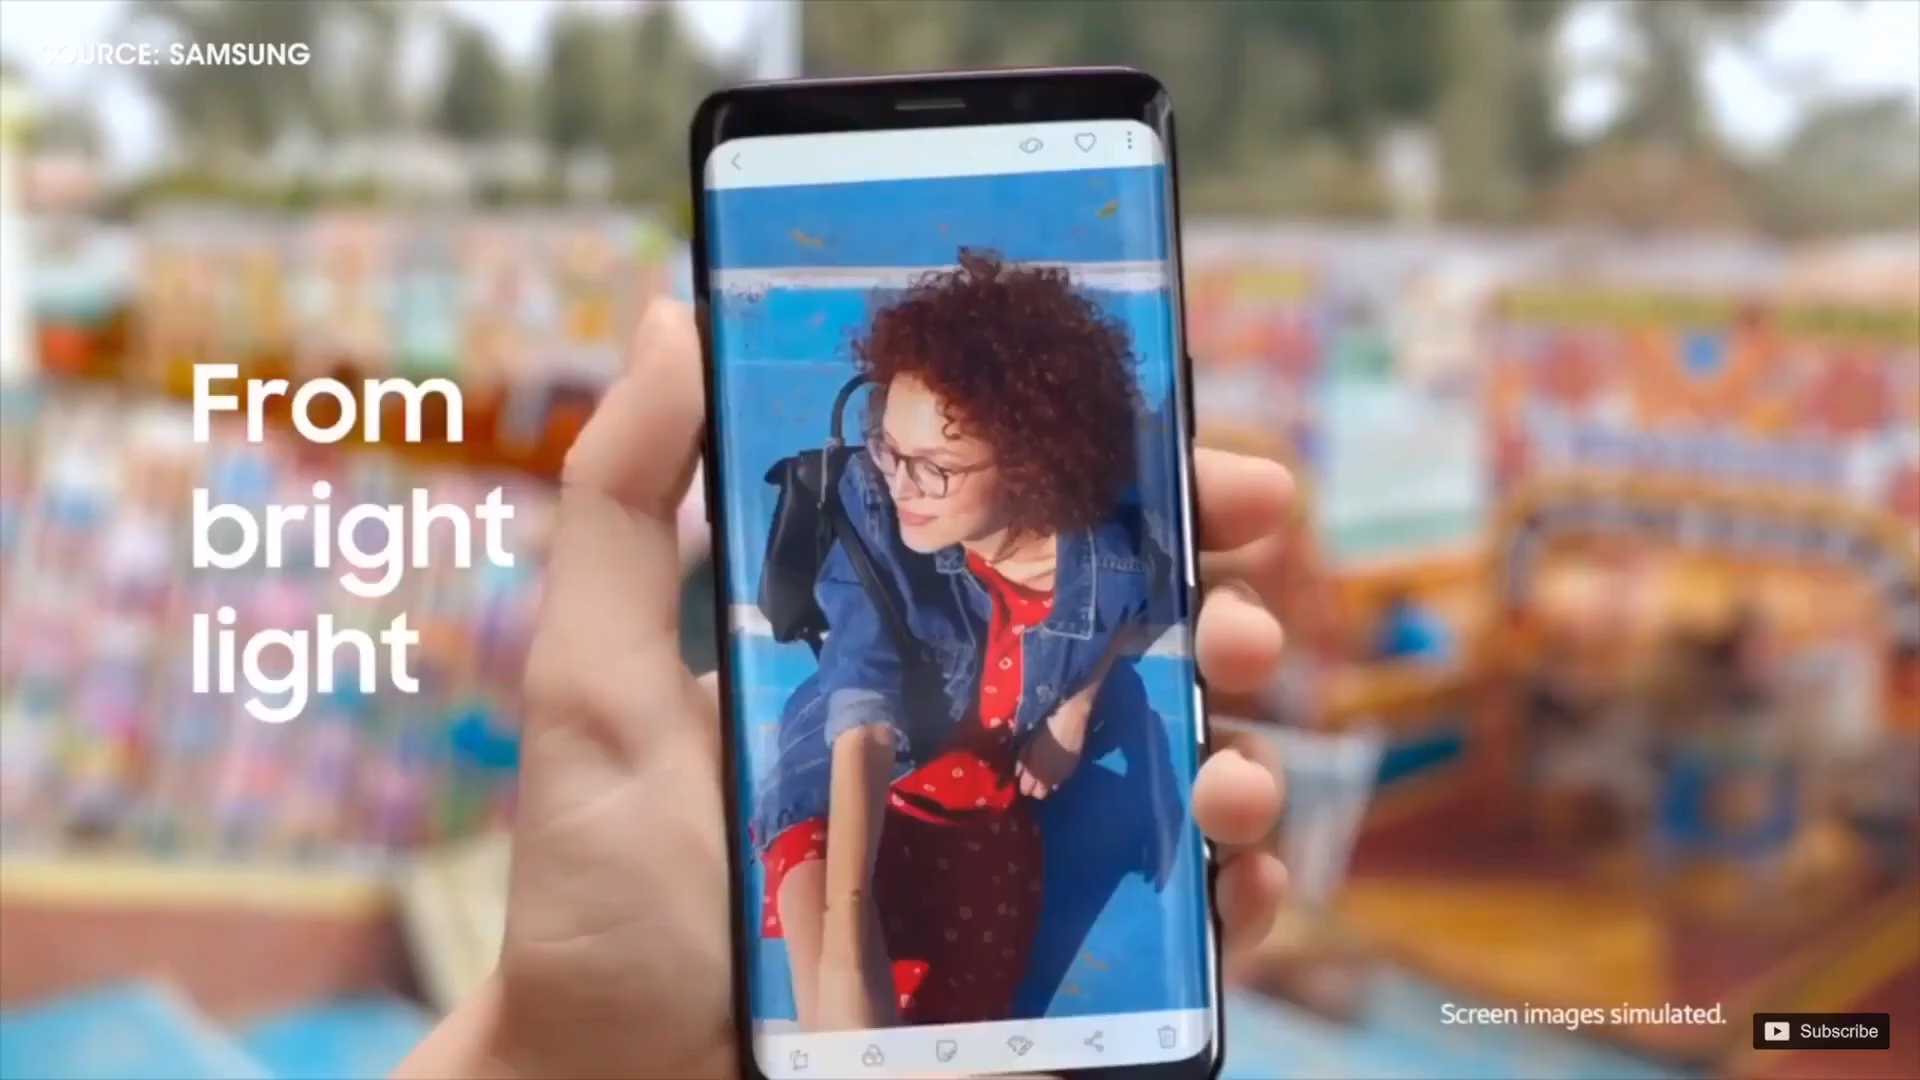 SOURCE: SAMSUNG
From
bright
light
Screen images simulated.
Subscribe